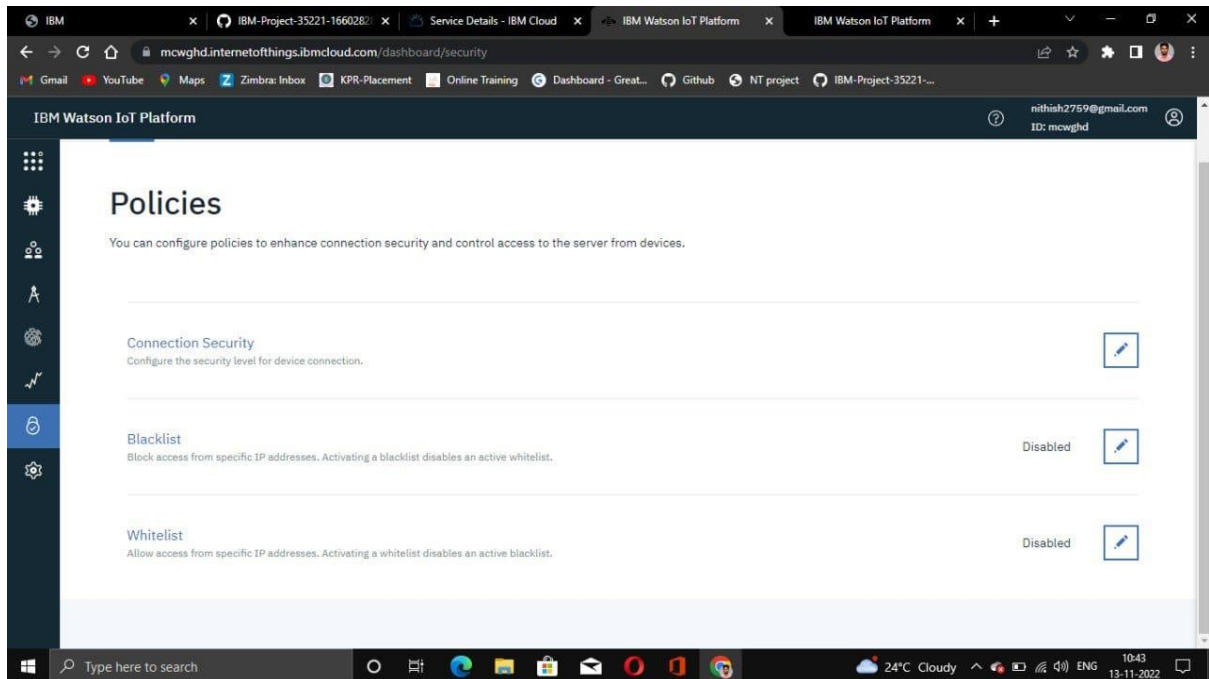 IBM
IBM-Project-35221-1660282
Service Details - IBM Cloud
IBM Watson IoT Platform
IBM Watson IoT Platform
mcwghd.internetofthings.ibmcloud.com/dashboard/security
Gmail YouTube Maps Zimbra: Inbox KPR-Placement Online Training Dashboard - Great... Github NT project IBM-Project-35221-...
IBM Watson IoT Platform
nithish2759@gmail.com
ID: mcwghd
Policies
You can configure policies to enhance connection security and control access to the server from devices.
Connection Security
Configure the security level for device connection.
Blacklist
Block access from specific IP addresses. Activating a blacklist disables an active whitelist.
Disabled
Whitelist
Allow access from specific IP addresses. Activating a whitelist disables an active blacklist.
Disabled
Type here to search
24°C Cloudy
ENG
10:43
13-11-2022